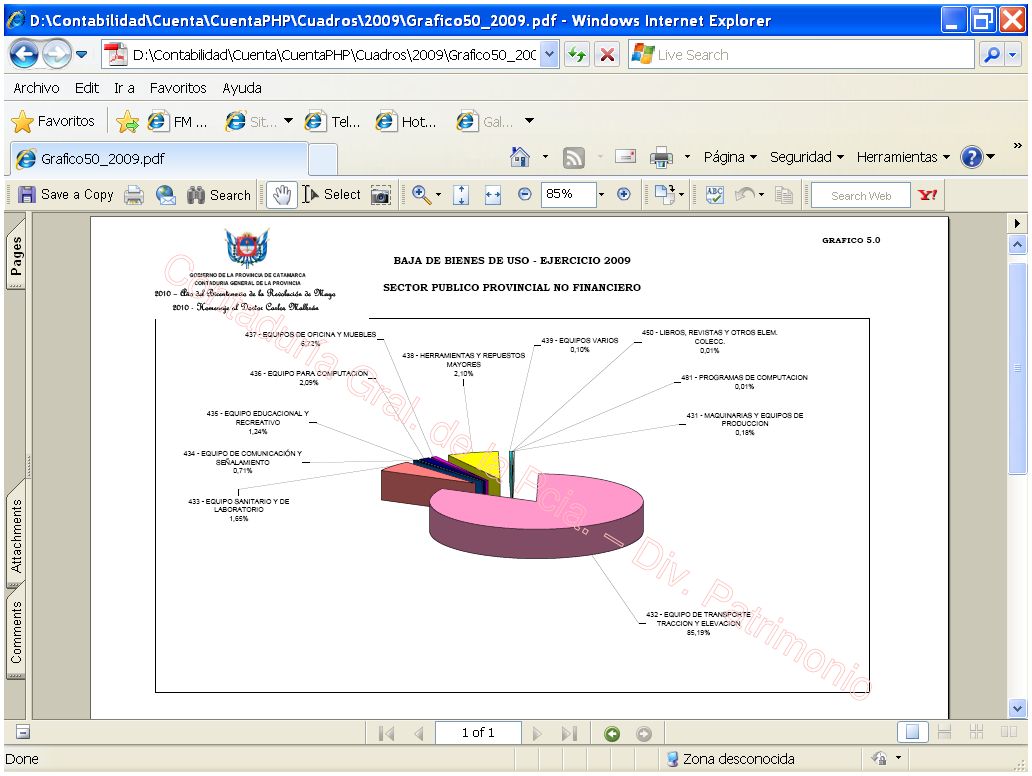 D:\Contabilidad\Cuenta\CuentaPHP\Cuadros\2009\Grafico50_2009.pdf - Windows Internet Explorer
D:\Contabilidad\Cuenta\CuentaPHP\Cuadros\2009\Grafico50_200
Live Search
Archivo Edit Ir a Favoritos Ayuda
Favoritos FM ... Sit... Tel... Hot... Gal...
Grafico50_2009.pdf
Página Seguridad Herramientas
Save a Copy Search Select 85% Search Web Y!
Pages
Attachments
Comments
GRAFICO 5.0
GOBIERNO DE LA PROVINCIA DE CATAMARCA
CONTADURIA GENERAL DE LA PROVINCIA
2010 – Año del Bicentenario de la Revolución de Mayo
2010 - Homenaje al Doctor Carlos Malbrán
BAJA DE BIENES DE USO - EJERCICIO 2009
SECTOR PUBLICO PROVINCIAL NO FINANCIERO
437 - EQUIPOS DE OFICINA Y MUEBLES
6,73%
436 - EQUIPO PARA COMPUTACION
2,09%
435 - EQUIPO EDUCACIONAL Y
RECREATIVO
1,24%
434 - EQUIPO DE COMUNICACIÓN Y
SEÑALAMIENTO
0,71%
433 - EQUIPO SANITARIO Y DE
LABORATORIO
1,65%
438 - HERRAMIENTAS Y REPUESTOS
MAYORES
2,10%
439 - EQUIPOS VARIOS
0,10%
450 - LIBROS, REVISTAS Y OTROS ELEM.
COLECC.
0,01%
481 - PROGRAMAS DE COMPUTACION
0,01%
431 - MAQUINARIAS Y EQUIPOS DE
PRODUCCION
0,18%
432 - EQUIPO DE TRANSPORTE
TRACCION Y ELEVACION
85,19%
Contaduría Gral. de la Pcia. – Div. Patrimonio
1 of 1
Done
Zona desconocida